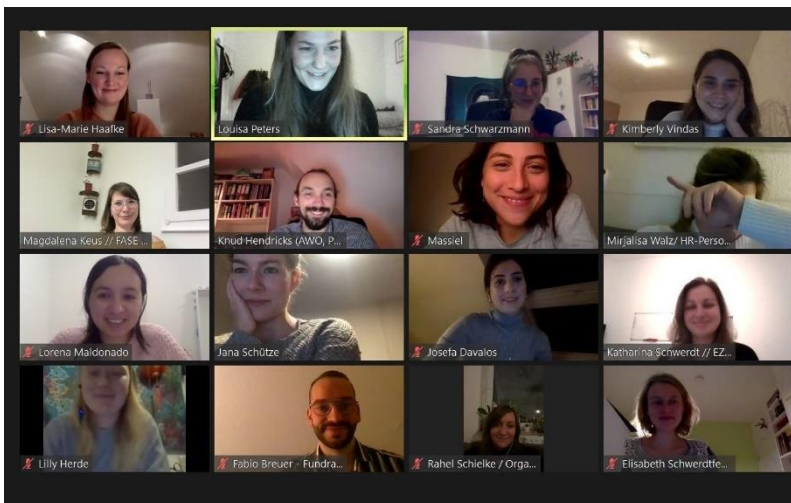 Lisa-Marie Haafke
Louisa Peters
Sandra Schwarzmann
Kimberly Vindas
Magdalena Keus // FASE ...
Knud Hendricks (AWO, P...
Massiel
Mirjalisa Walz/ HR-Perso...
Lorena Maldonado
Jana Schütze
Josefa Davalos
Katharina Schwerdt // EZ...
Lilly Herde
Fabio Breuer - Fundra...
Rahel Schielke / Orga...
Elisabeth Schwerdtfe...